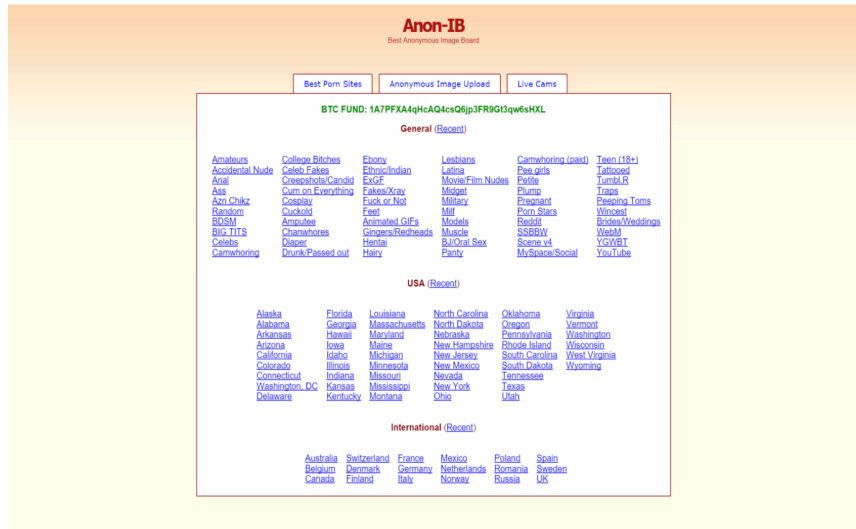 Anon-IB
Best Anonymous Image Board
Best Porn Sites Anonymous Image Upload Live Cams
BTC FUND: 1A7PFXA4qHcAQ4csQ6jp3FR9Gt3qw6sHXL
General (Recent)
Amateurs College Bitches Ebony Lesbians Camwhoring (paid) Teen (18+)
Accidental Nude Celeb Fakes Ethnic/Indian Latina Pee girls Tattooed
Anal Creepshots/Candid ExGF Movie/Film Nudes Petite Tumbl.R
Ass Cum on Everything Fakes/Xray Midget Plump Traps
Azn Chikz Cosplay Fuck or Not Military Pregnant Peeping Toms
Random Cuckold Feet Milf Porn Stars Wincest
BDSM Amputee Animated GIFs Models Reddit Brides/Weddings
BIG TITS Chanwhores Gingers/Redheads Muscle SSBBW WebM
Celebs Diaper Hentai BJ/Oral Sex Scene v4 YGWBT
Camwhoring Drunk/Passed out Hairy Panty MySpace/Social YouTube
USA (Recent)
Alaska Florida Louisiana North Carolina Oklahoma Virginia
Alabama Georgia Massachusetts North Dakota Oregon Vermont
Arkansas Hawaii Maryland Nebraska Pennsylvania Washington
Arizona Iowa Maine New Hampshire Rhode Island Wisconsin
California Idaho Michigan New Jersey South Carolina West Virginia
Colorado Illinois Minnesota New Mexico South Dakota Wyoming
Connecticut Indiana Missouri Nevada Tennessee
Washington, DC Kansas Mississippi New York Texas
Delaware Kentucky Montana Ohio Utah
International (Recent)
Australia Switzerland France Mexico Poland Spain
Belgium Denmark Germany Netherlands Romania Sweden
Canada Finland Italy Norway Russia UK